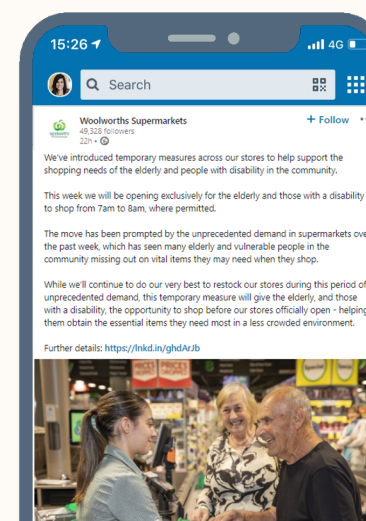 15:26
4G
Search
Woolworths Supermarkets
+ Follow
49,328 followers
22h •
We've introduced temporary measures across our stores to help support the
shopping needs of the elderly and people with disability in the community.
This week we will be opening exclusively for the elderly and those with a disability
to shop from 7am to 8am, where permitted.
The move has been prompted by the unprecedented demand in supermarkets ove
the past week, which has seen many elderly and vulnerable people in the
community missing out on vital items they may need when they shop.
While we'll continue to do our very best to restock our stores during this period of
unprecedented demand, this temporary measure will give the elderly, and those
with a disability, the opportunity to shop before our stores officially open - helping
them obtain the essential items they need most in a less crowded environment.
Further details: https://lnkd.in/ghdArJb
PRICES
PRICES
DROPPED
Special